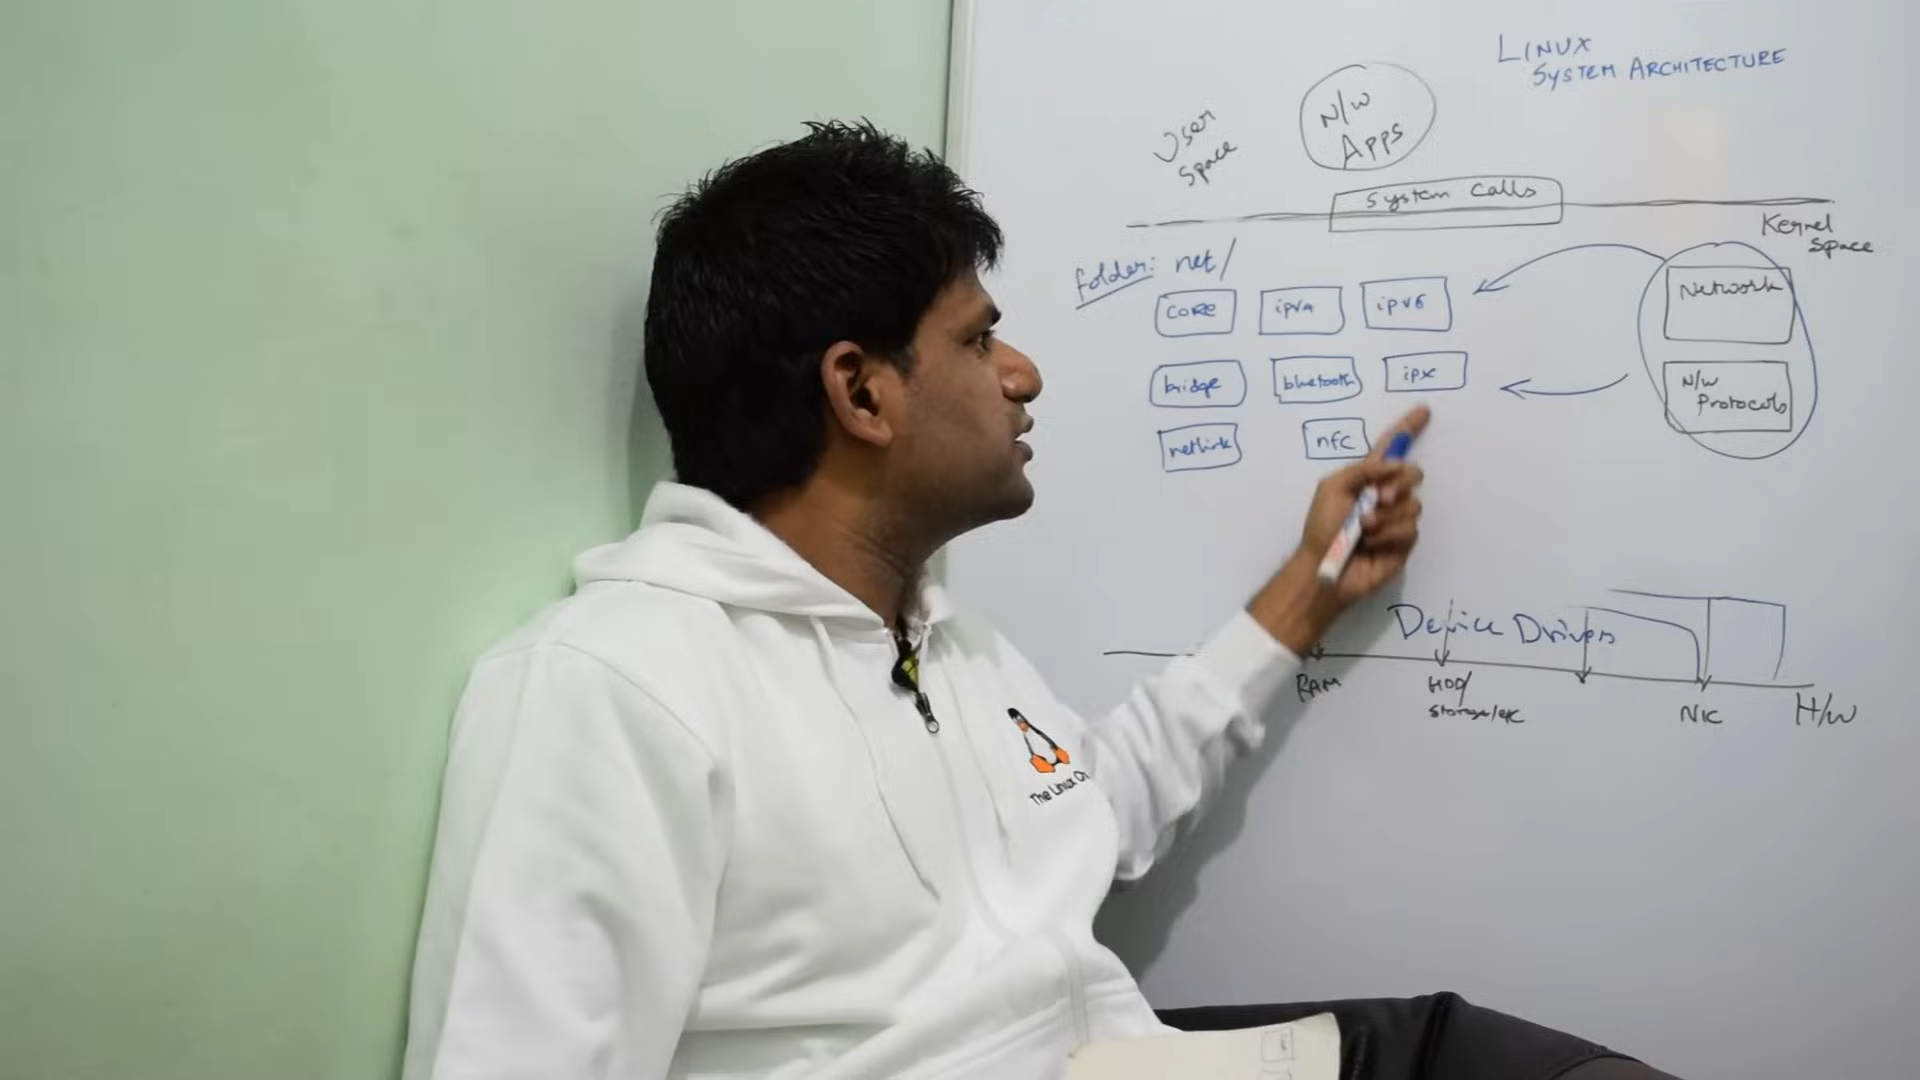 LINUX
SYSTEM ARCHITECTURE
N/W
Apps
User
Space
System Calls
Kernel
Space
folder: net/
core
ipv4
ipv6
Network
bridge
bluetooth
ipx
N/W
Protocols
netlink
nfc
Device Drivers
RAM
HDD/
Storage/etc
NIC
H/W
The Linux Ch